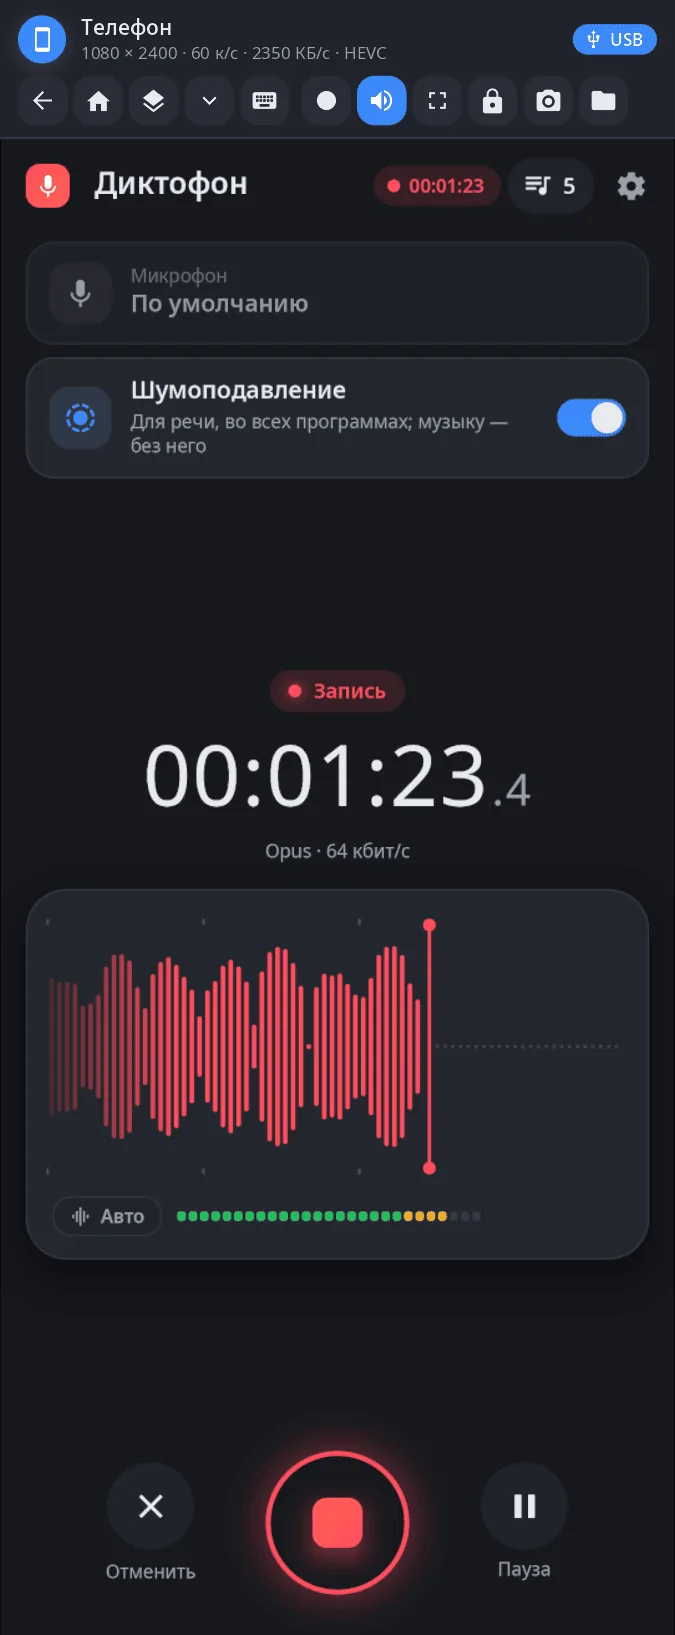 Телефон
1080 × 2400 · 60 к/с · 2350 КБ/с · HEVC
USB
Диктофон
00:01:23
5
Микрофон
По умолчанию
Шумоподавление
Для речи, во всех программах; музыку —
без него
Запись
00:01:23.4
Opus · 64 кбит/с
Авто
Отменить
Пауза